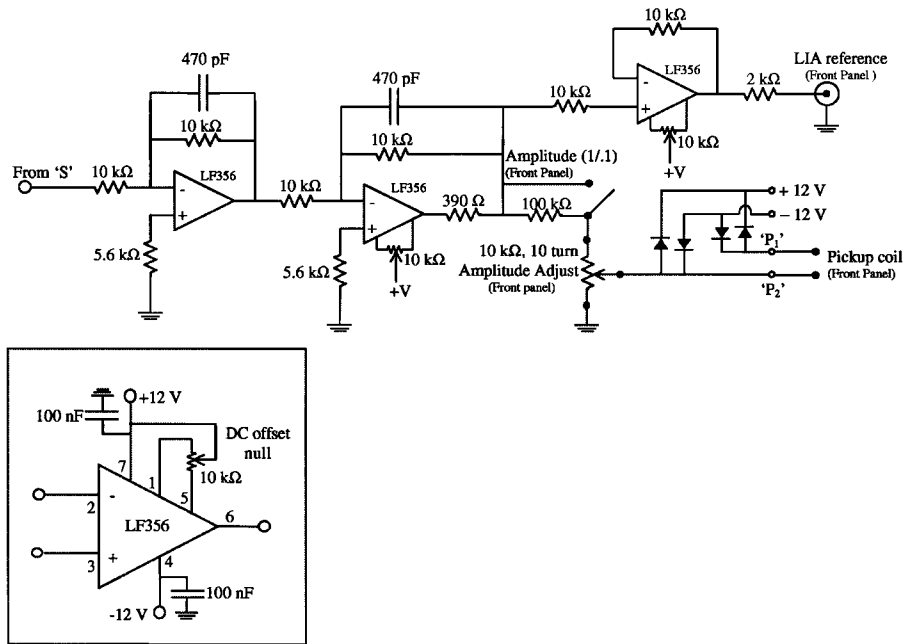 10 kΩ
LIA reference
(Front Panel )
470 pF
470 pF
LF356
2 kΩ
10 kΩ
-
+
10 kΩ
10 kΩ
10 kΩ
+V
From 'S'
10 kΩ
LF356
-
+
10 kΩ
Amplitude (1/.1)
(Front Panel)
LF356
-
+
390 Ω
100 kΩ
+ 12 V
− 12 V
5.6 kΩ
5.6 kΩ
10 kΩ
+V
10 kΩ, 10 turn
Amplitude Adjust
(Front panel)
'P1'
Pickup coil
(Front Panel)
'P2'
+12 V
100 nF
DC offset
null
7
1
10 kΩ
5
2
-
LF356
6
3
+
4
100 nF
-12 V